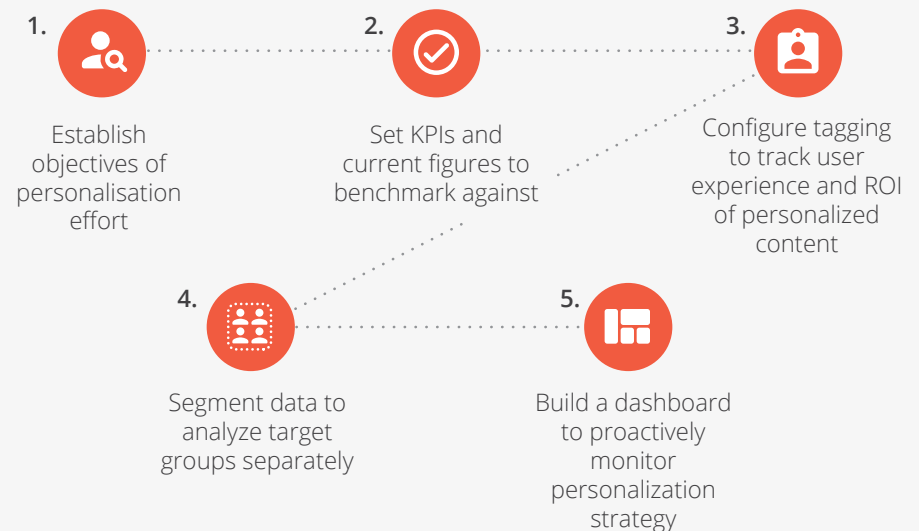 1.
Establish
objectives of
personalisation
effort
2.
Set KPIs and
current figures to
benchmark against
3.
Configure tagging
to track user
experience and ROI
of personalized
content
4.
Segment data to
analyze target
groups separately
5.
Build a dashboard
to proactively
monitor
personalization
strategy